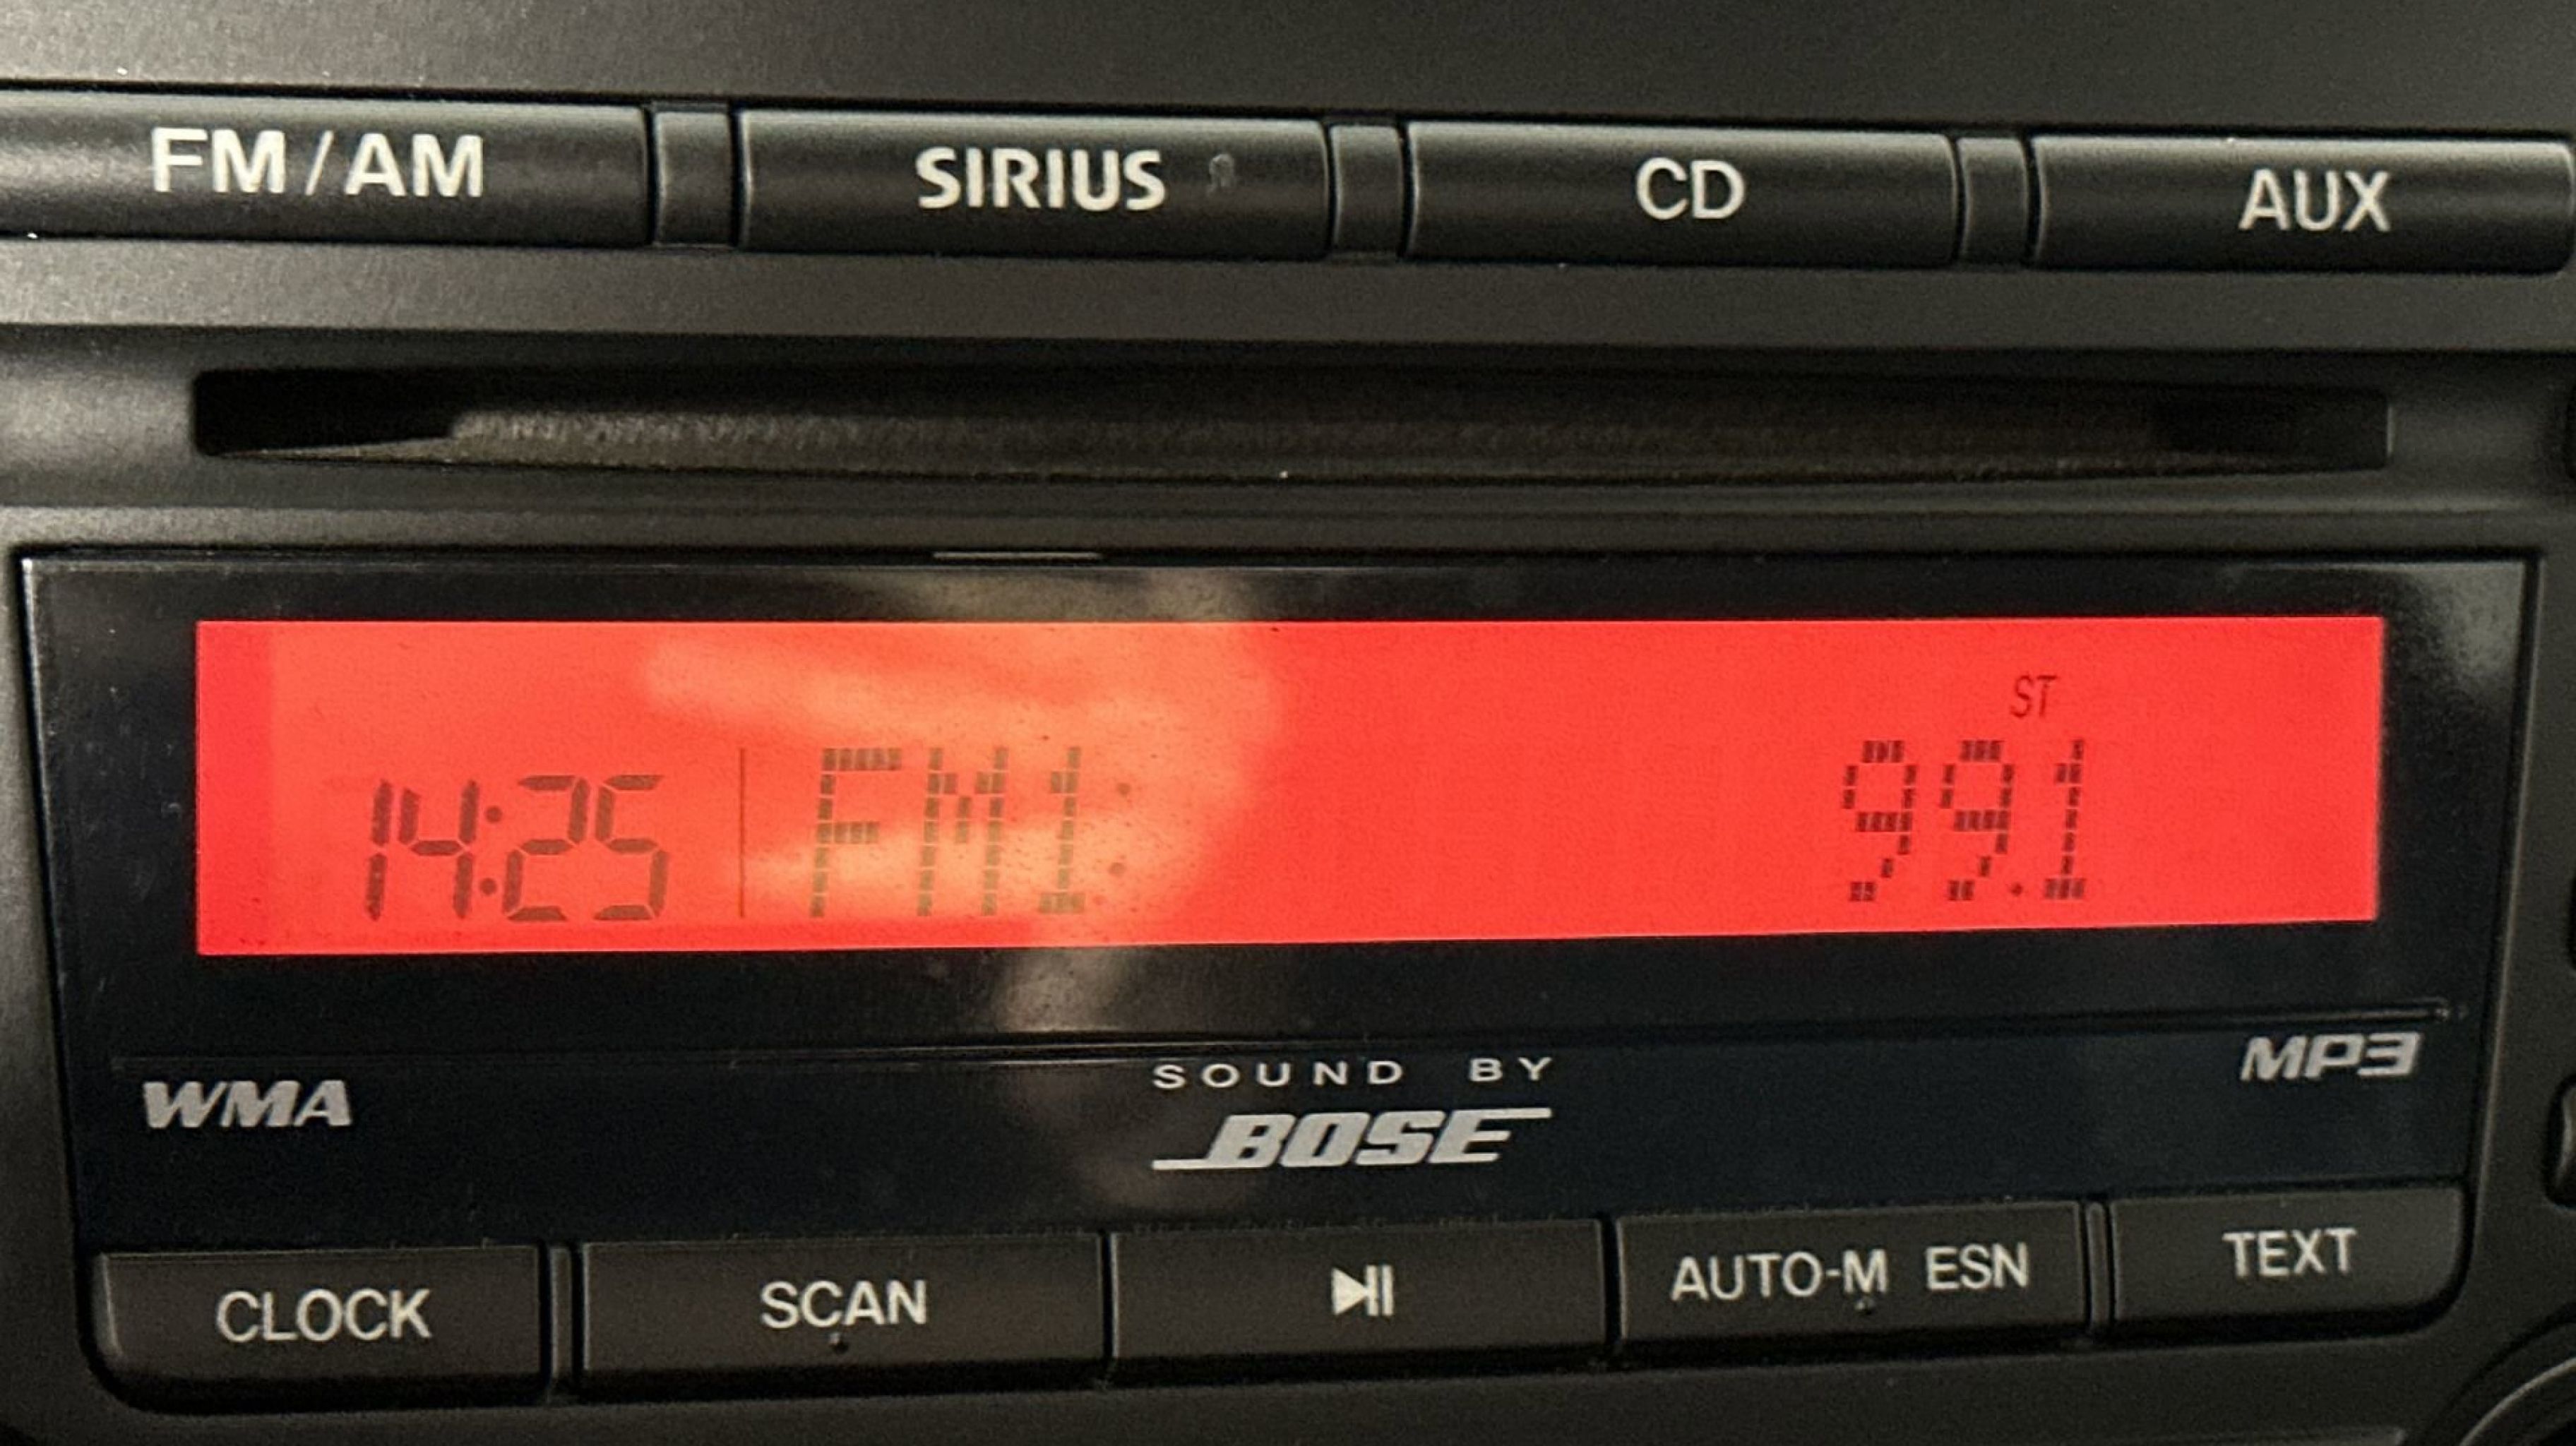 FM/AM SIRIUS CD AUX
ST
14:25 FM1: 99.1
WMA SOUND BY MP3
BOSE
CLOCK SCAN AUTO-M ESN TEXT